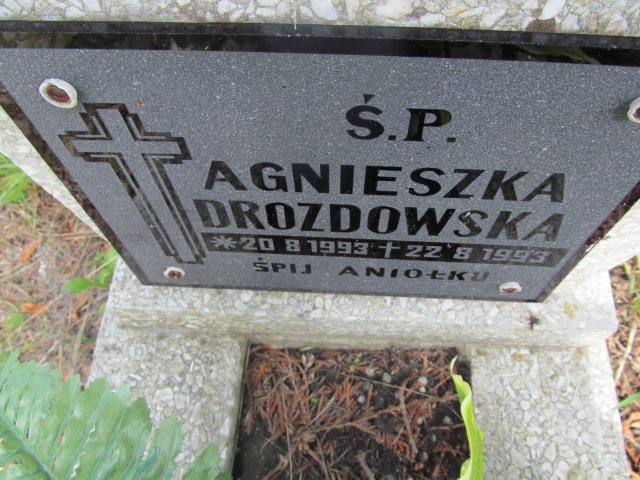 Ś.P.
AGNIESZKA
DROZDOWSKA
* 20 8 1993 + 22 8 1993
ŚPIJ ANIOŁKU